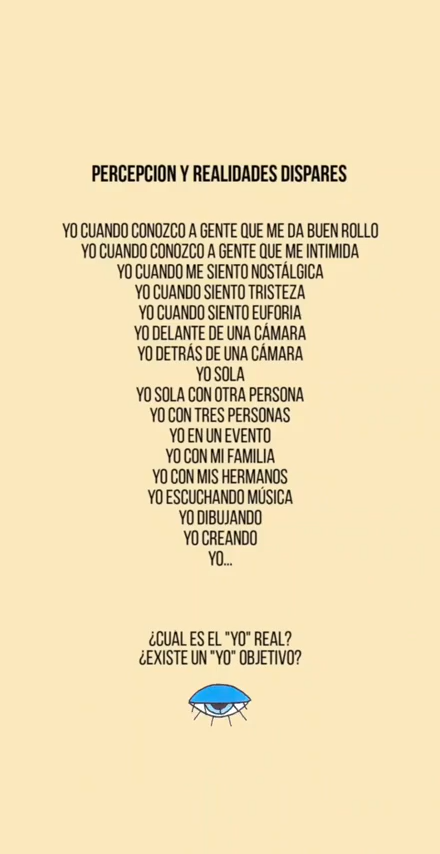 PERCEPCION Y REALIDADES DISPARES
YO CUANDO CONOZCO A GENTE QUE ME DA BUEN ROLLO
YO CUANDO CONOZCO A GENTE QUE ME INTIMIDA
YO CUANDO ME SIENTO NOSTÁLGICA
YO CUANDO SIENTO TRISTEZA
YO CUANDO SIENTO EUFORIA
YO DELANTE DE UNA CÁMARA
YO DETRÁS DE UNA CÁMARA
YO SOLA
YO SOLA CON OTRA PERSONA
YO CON TRES PERSONAS
YO EN UN EVENTO
YO CON MI FAMILIA
YO CON MIS HERMANOS
YO ESCUCHANDO MÚSICA
YO DIBUJANDO
YO CREANDO
YO...
¿CUAL ES EL "YO" REAL?
¿EXISTE UN "YO" OBJETIVO?